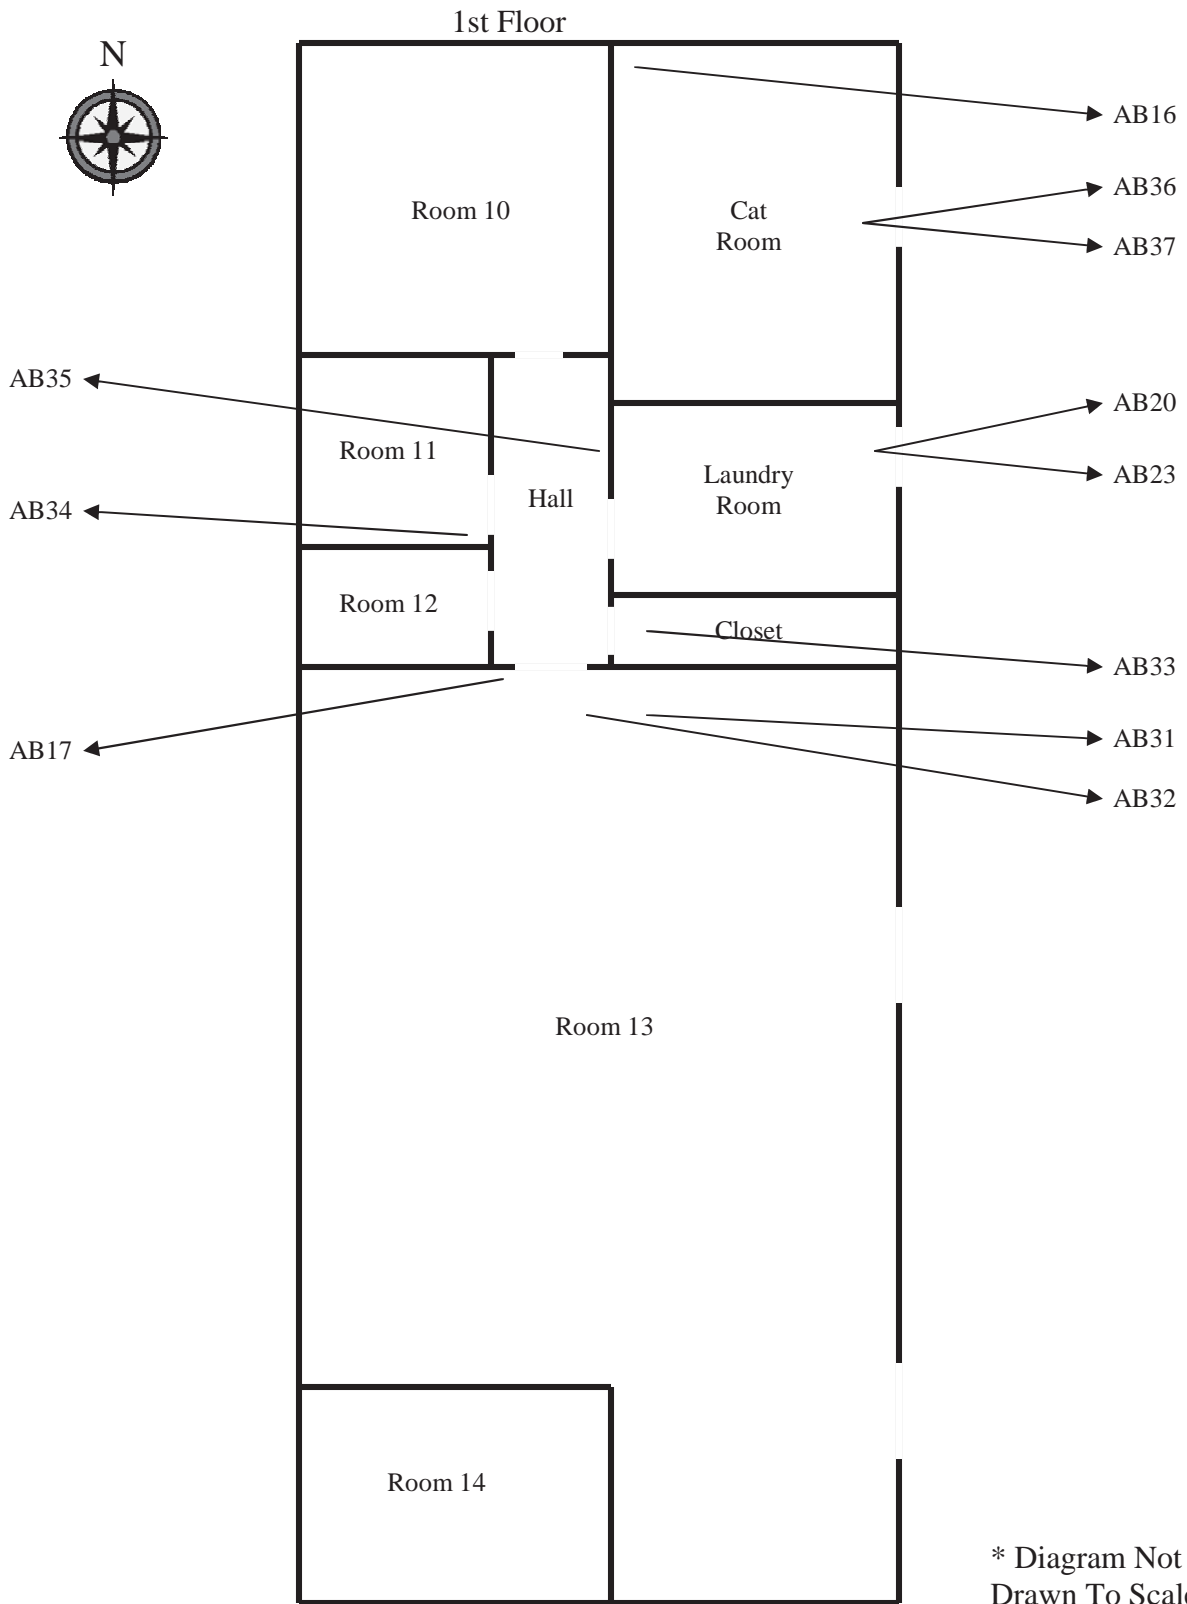 1st Floor
N
AB16
AB36
Room 10
Cat
Room
AB37
AB35
AB20
Room 11
Laundry
Room
AB23
Hall
AB34
Room 12
Closet
AB33
AB17
AB31
AB32
Room 13
Room 14
* Diagram Not
Drawn To Scale